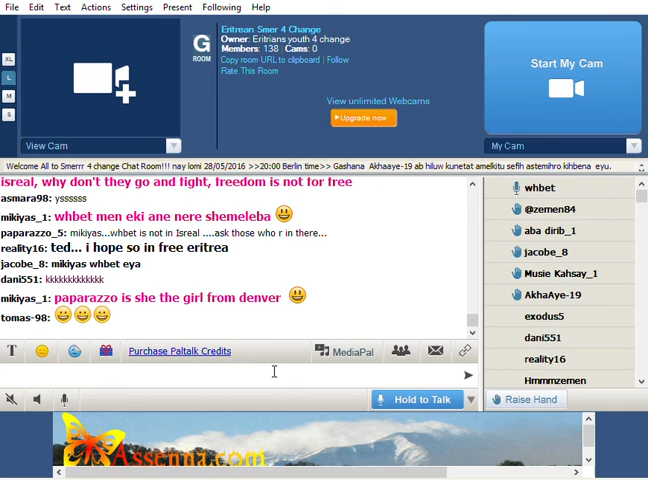 File Edit Text Actions Settings Present Following Help
XL
L
M
S
View Cam
G
ROOM
Eritrean Smer 4 Change
Owner: Eritrians youth 4 change
Members: 138 Cams: 0
Copy room URL to clipboard | Follow
Rate This Room
View unlimited Webcams
Upgrade now
Start My Cam
My Cam
Welcome All to Smerrr 4 change Chat Room!!! nay lomi 28/05/2016 >>20:00 Berlin time>> Gashana Akhaaye-19 ab hiluw kunetat amelkitu sefih astemihro kihbena eyu.
isreal, why don't they go and fight, freedom is not for free
asmara98: yssssss
mikiyas_1: whbet men eki ane nere shemeleba
paparazzo_5: mikiyas...whbet is not in Isreal ....ask those who r in there...
reality16: ted... i hope so in free eritrea
jacobe_8: mikiyas whbet eya
dani551: kkkkkkkkkkkkk
mikiyas_1: paparazzo is she the girl from denver
tomas-98:
T Purchase Paltalk Credits MediaPal
Hold to Talk
whbet
@zemen84
aba dirib_1
jacobe_8
Musie Kahsay_1
AkhaAye-19
exodus5
dani551
reality16
Hmmmzemen
Raise Hand
Assenna.com